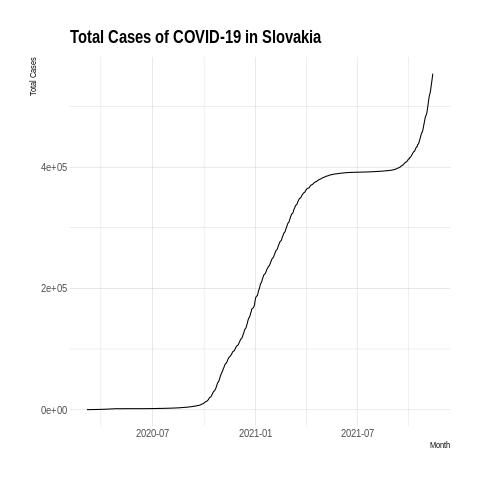 Total Cases of COVID-19 in Slovakia
Total Cases
4e+05
2e+05
0e+00
2020-07
2021-01
2021-07
Month